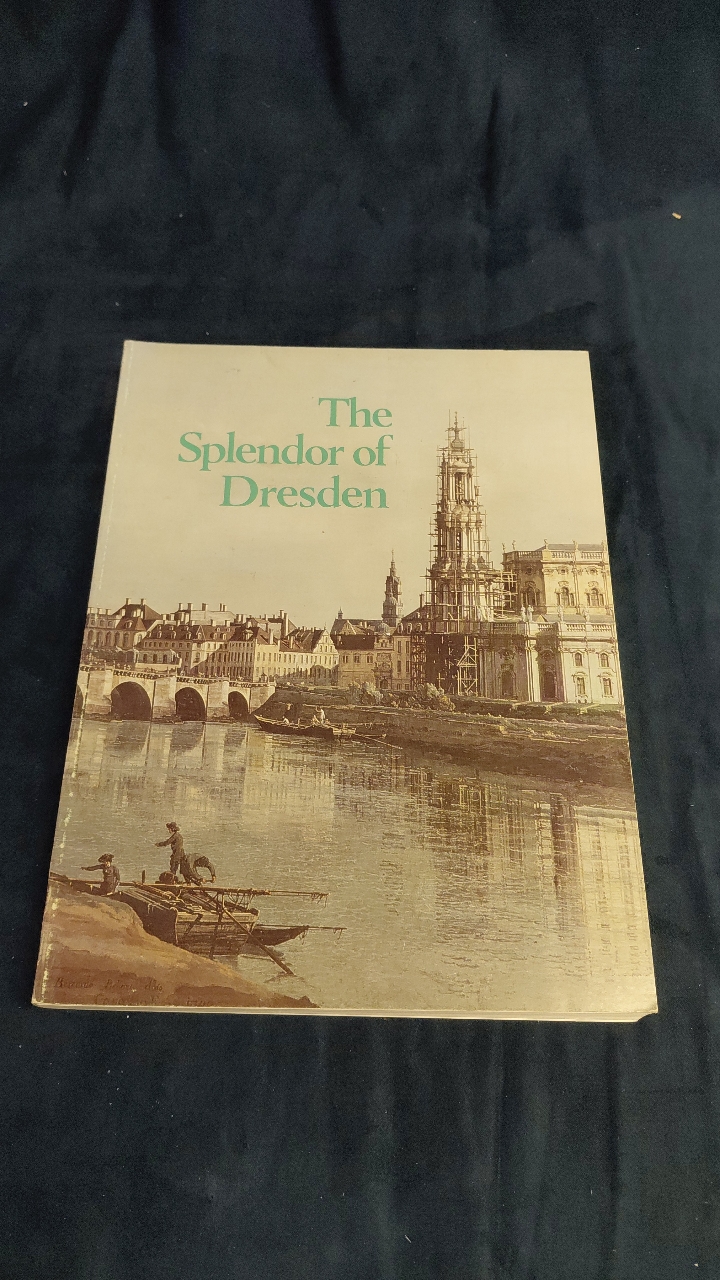 The
Splendor of
Dresden